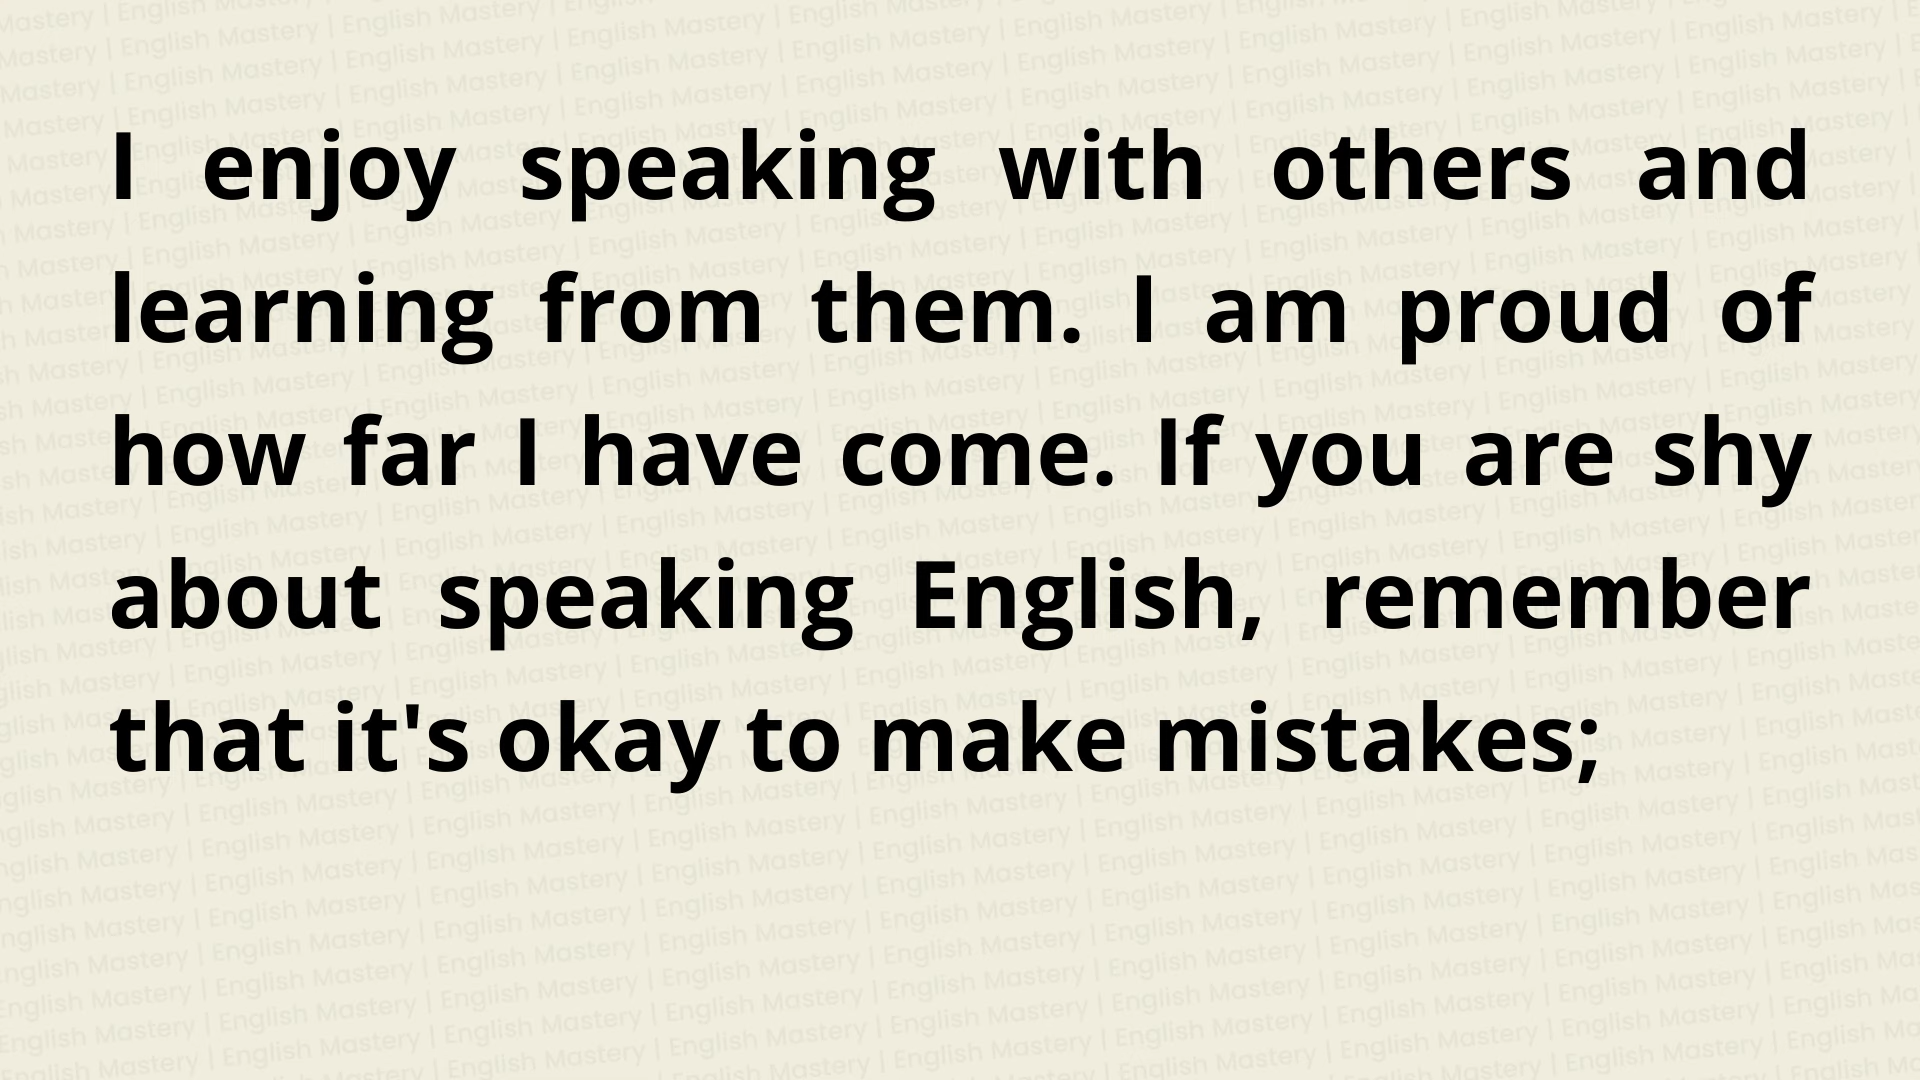 I enjoy speaking with others and
learning from them. I am proud of
how far I have come. If you are shy
about speaking English, remember
that it's okay to make mistakes;